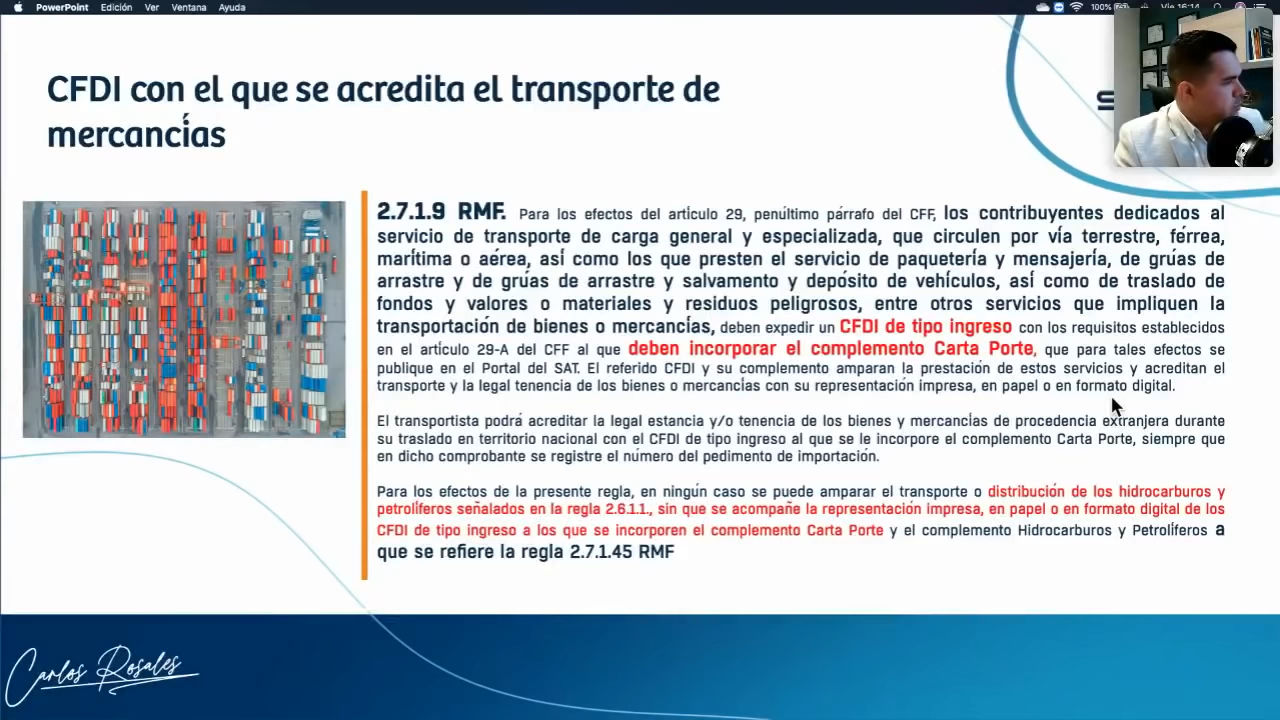 PowerPoint Edición Ver Ventana Ayuda
100%
Vie 16:14
CFDI con el que se acredita el transporte de
mercancías
2.7.1.9 RMF. Para los efectos del artículo 29, penúltimo párrafo del CFF, los contribuyentes dedicados al
servicio de transporte de carga general y especializada, que circulen por vía terrestre, férrea,
marítima o aérea, así como los que presten el servicio de paquetería y mensajería, de grúas de
arrastre y de grúas de arrastre y salvamento y depósito de vehículos, así como de traslado de
fondos y valores o materiales y residuos peligrosos, entre otros servicios que impliquen la
transportación de bienes o mercancías, deben expedir un CFDI de tipo ingreso con los requisitos establecidos
en el artículo 29-A del CFF al que deben incorporar el complemento Carta Porte, que para tales efectos se
publique en el Portal del SAT. El referido CFDI y su complemento amparan la prestación de estos servicios y acreditan el
transporte y la legal tenencia de los bienes o mercancías con su representación impresa, en papel o en formato digital.
El transportista podrá acreditar la legal estancia y/o tenencia de los bienes y mercancías de procedencia extranjera durante
su traslado en territorio nacional con el CFDI de tipo ingreso al que se le incorpore el complemento Carta Porte, siempre que
en dicho comprobante se registre el número del pedimento de importación.
Para los efectos de la presente regla, en ningún caso se puede amparar el transporte o distribución de los hidrocarburos y
petrolíferos señalados en la regla 2.6.1.1., sin que se acompañe la representación impresa, en papel o en formato digital de los
CFDI de tipo ingreso a los que se incorporen el complemento Carta Porte y el complemento Hidrocarburos y Petrolíferos a
que se refiere la regla 2.7.1.45 RMF
Carlos Rosales